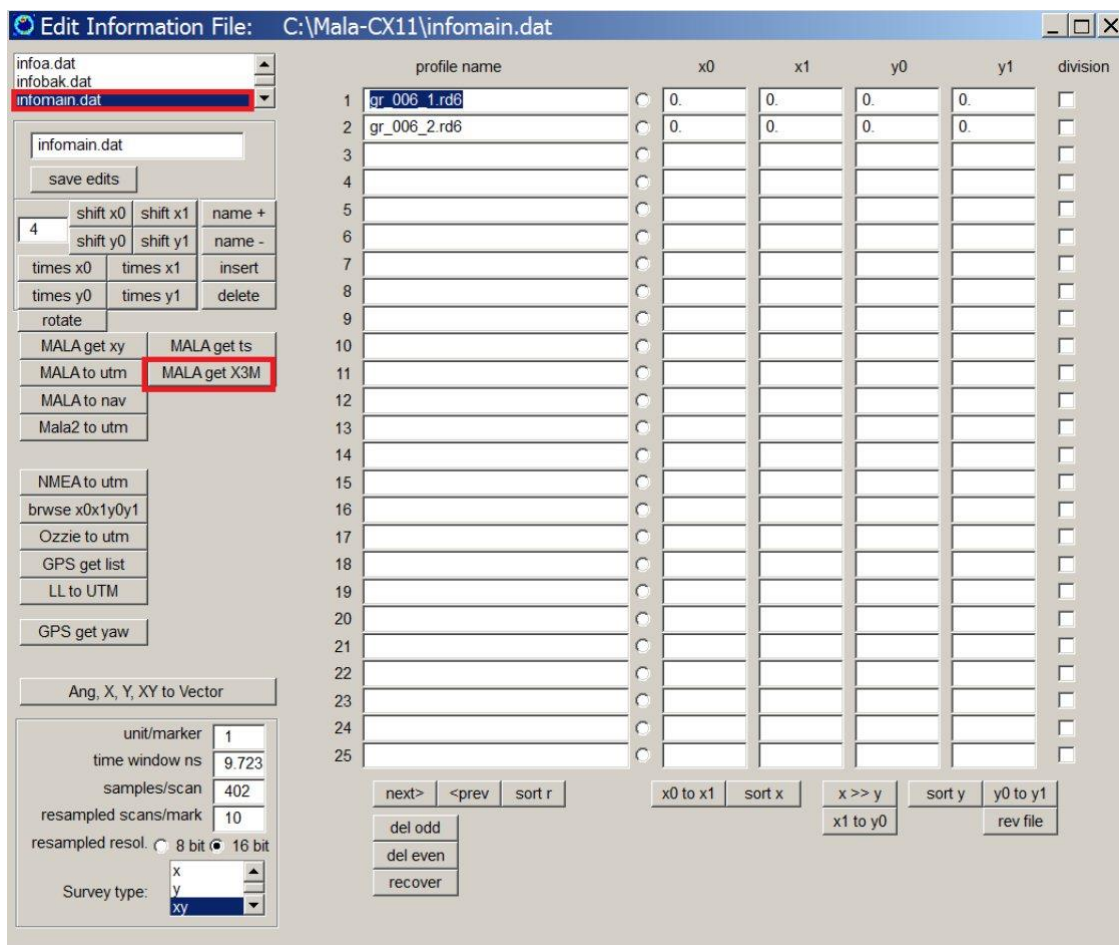 Edit Information File: C:\Mala-CX11\infomain.dat
infoa.dat
infobak.dat
infomain.dat
infomain.dat
save edits
4 shift x0 shift x1 name +
shift y0 shift y1 name -
times x0 times x1 insert
times y0 times y1 delete
rotate
MALA get xy MALA get ts
MALA to utm MALA get X3M
MALA to nav
Mala2 to utm
NMEA to utm
brwse x0x1y0y1
Ozzie to utm
GPS get list
LL to UTM
GPS get yaw
Ang, X, Y, XY to Vector
unit/marker 1
time window ns 9.723
samples/scan 402
resampled scans/mark 10
resampled resol. 8 bit 16 bit
Survey type: x
y
xy
profile name x0 x1 y0 y1 division
1 gr_006_1.rd6 0. 0. 0. 0.
2 gr_006_2.rd6 0. 0. 0. 0.
3
4
5
6
7
8
9
10
11
12
13
14
15
16
17
18
19
20
21
22
23
24
25
next> <prev sort r x0 to x1 sort x x >> y sort y y0 to y1
del odd x1 to y0 rev file
del even
recover